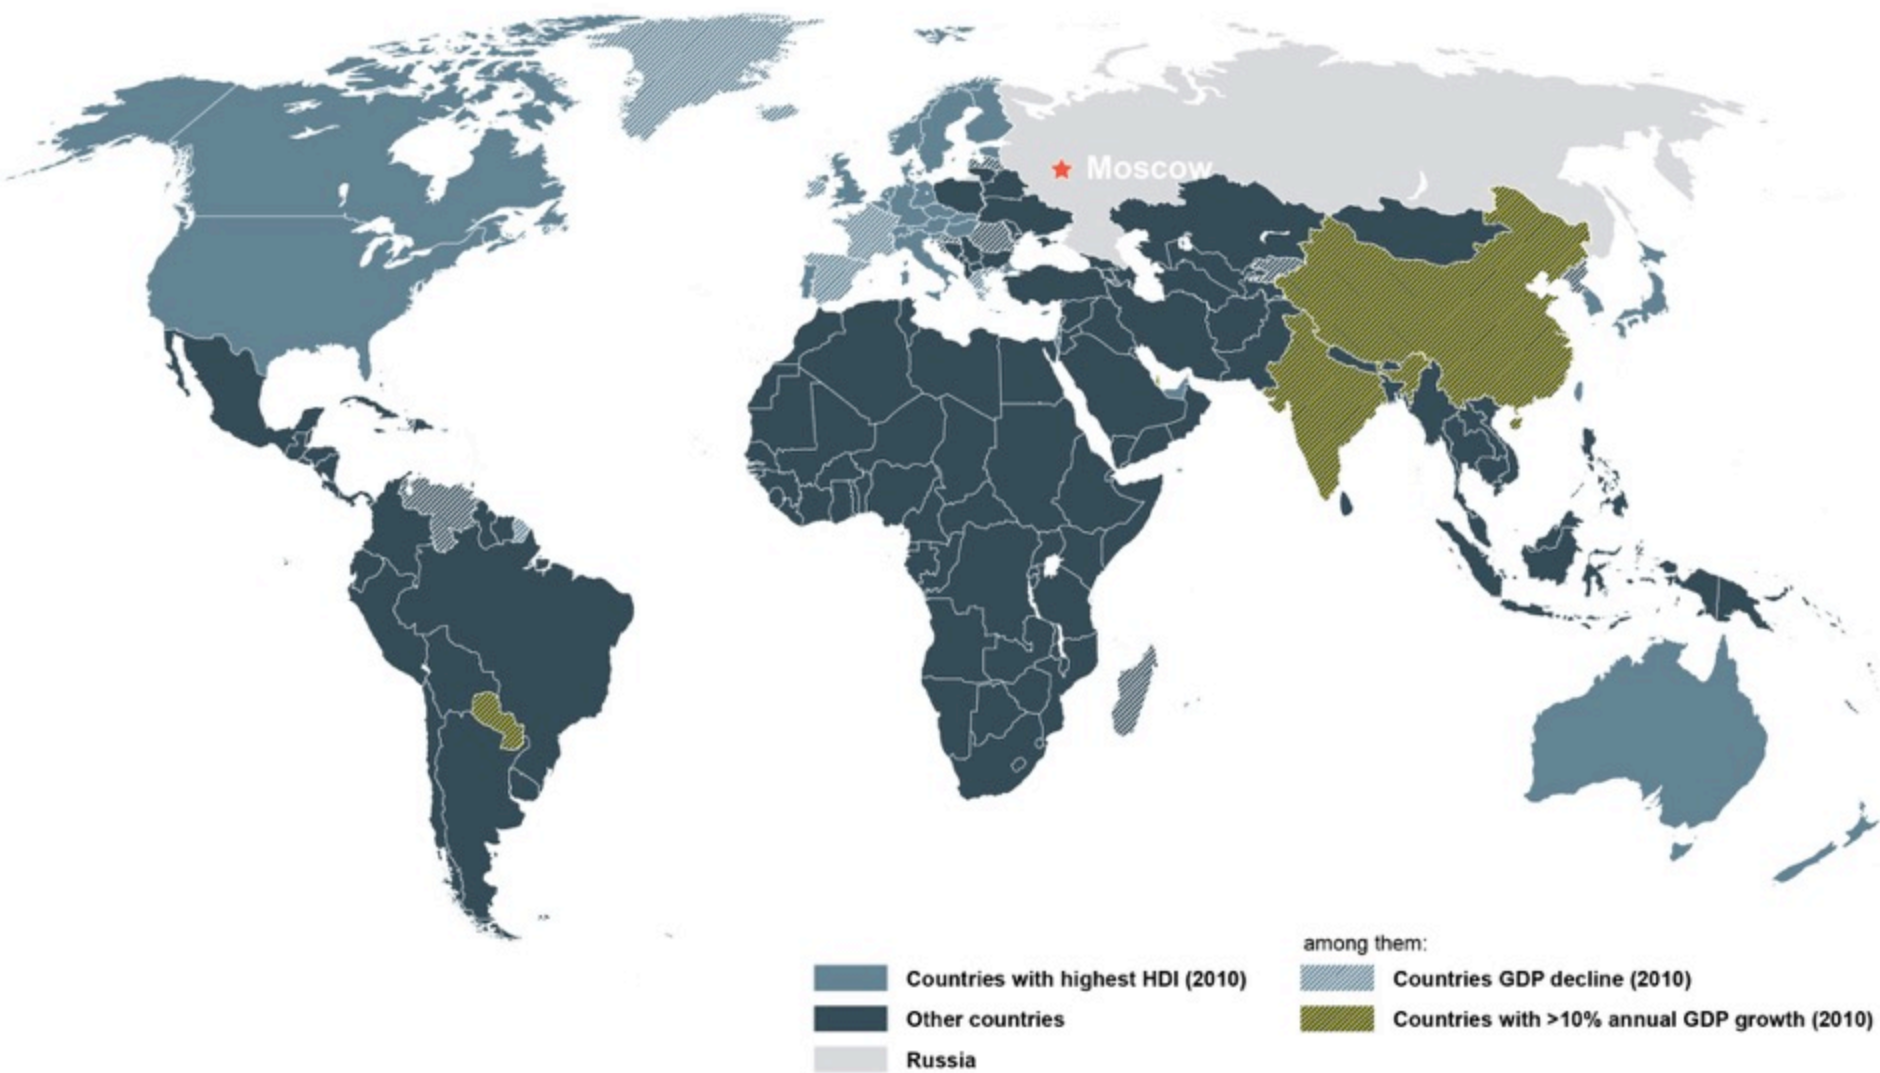 Moscow
among them:
Countries with highest HDI (2010)
Countries GDP decline (2010)
Other countries
Countries with >10% annual GDP growth (2010)
Russia